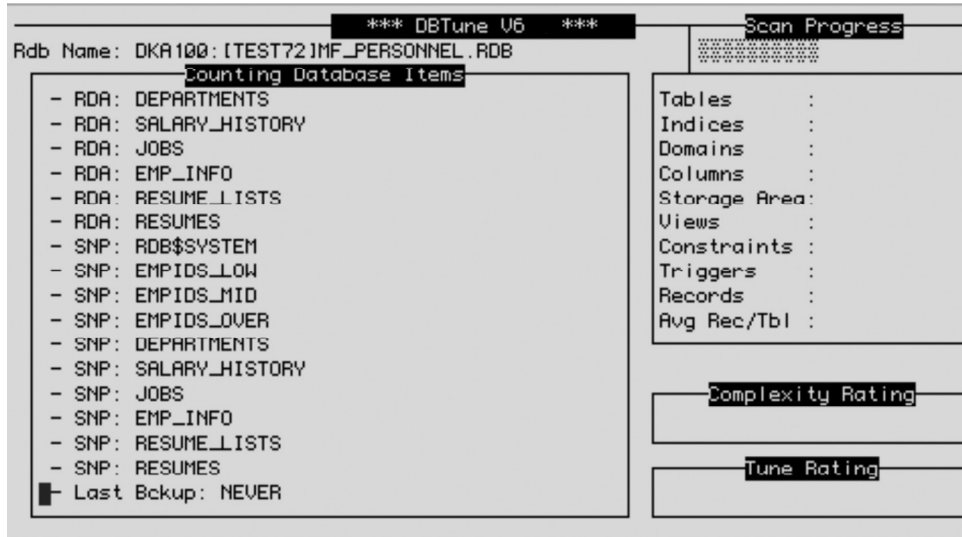 *** DBTune V6 ***
Scan Progress
Rdb Name: DKA100:[TEST72]MF_PERSONNEL.RDB
Counting Database Items
- RDA: DEPARTMENTS
- RDA: SALARY_HISTORY
- RDA: JOBS
- RDA: EMP_INFO
- RDA: RESUME_LISTS
- RDA: RESUMES
- SNP: RDB$SYSTEM
- SNP: EMPIDS_LOW
- SNP: EMPIDS_MID
- SNP: EMPIDS_OVER
- SNP: DEPARTMENTS
- SNP: SALARY_HISTORY
- SNP: JOBS
- SNP: EMP_INFO
- SNP: RESUME_LISTS
- SNP: RESUMES
- Last Bckup: NEVER
Tables :
Indices :
Domains :
Columns :
Storage Area:
Views :
Constraints :
Triggers :
Records :
Avg Rec/Tbl :
Complexity Rating
Tune Rating